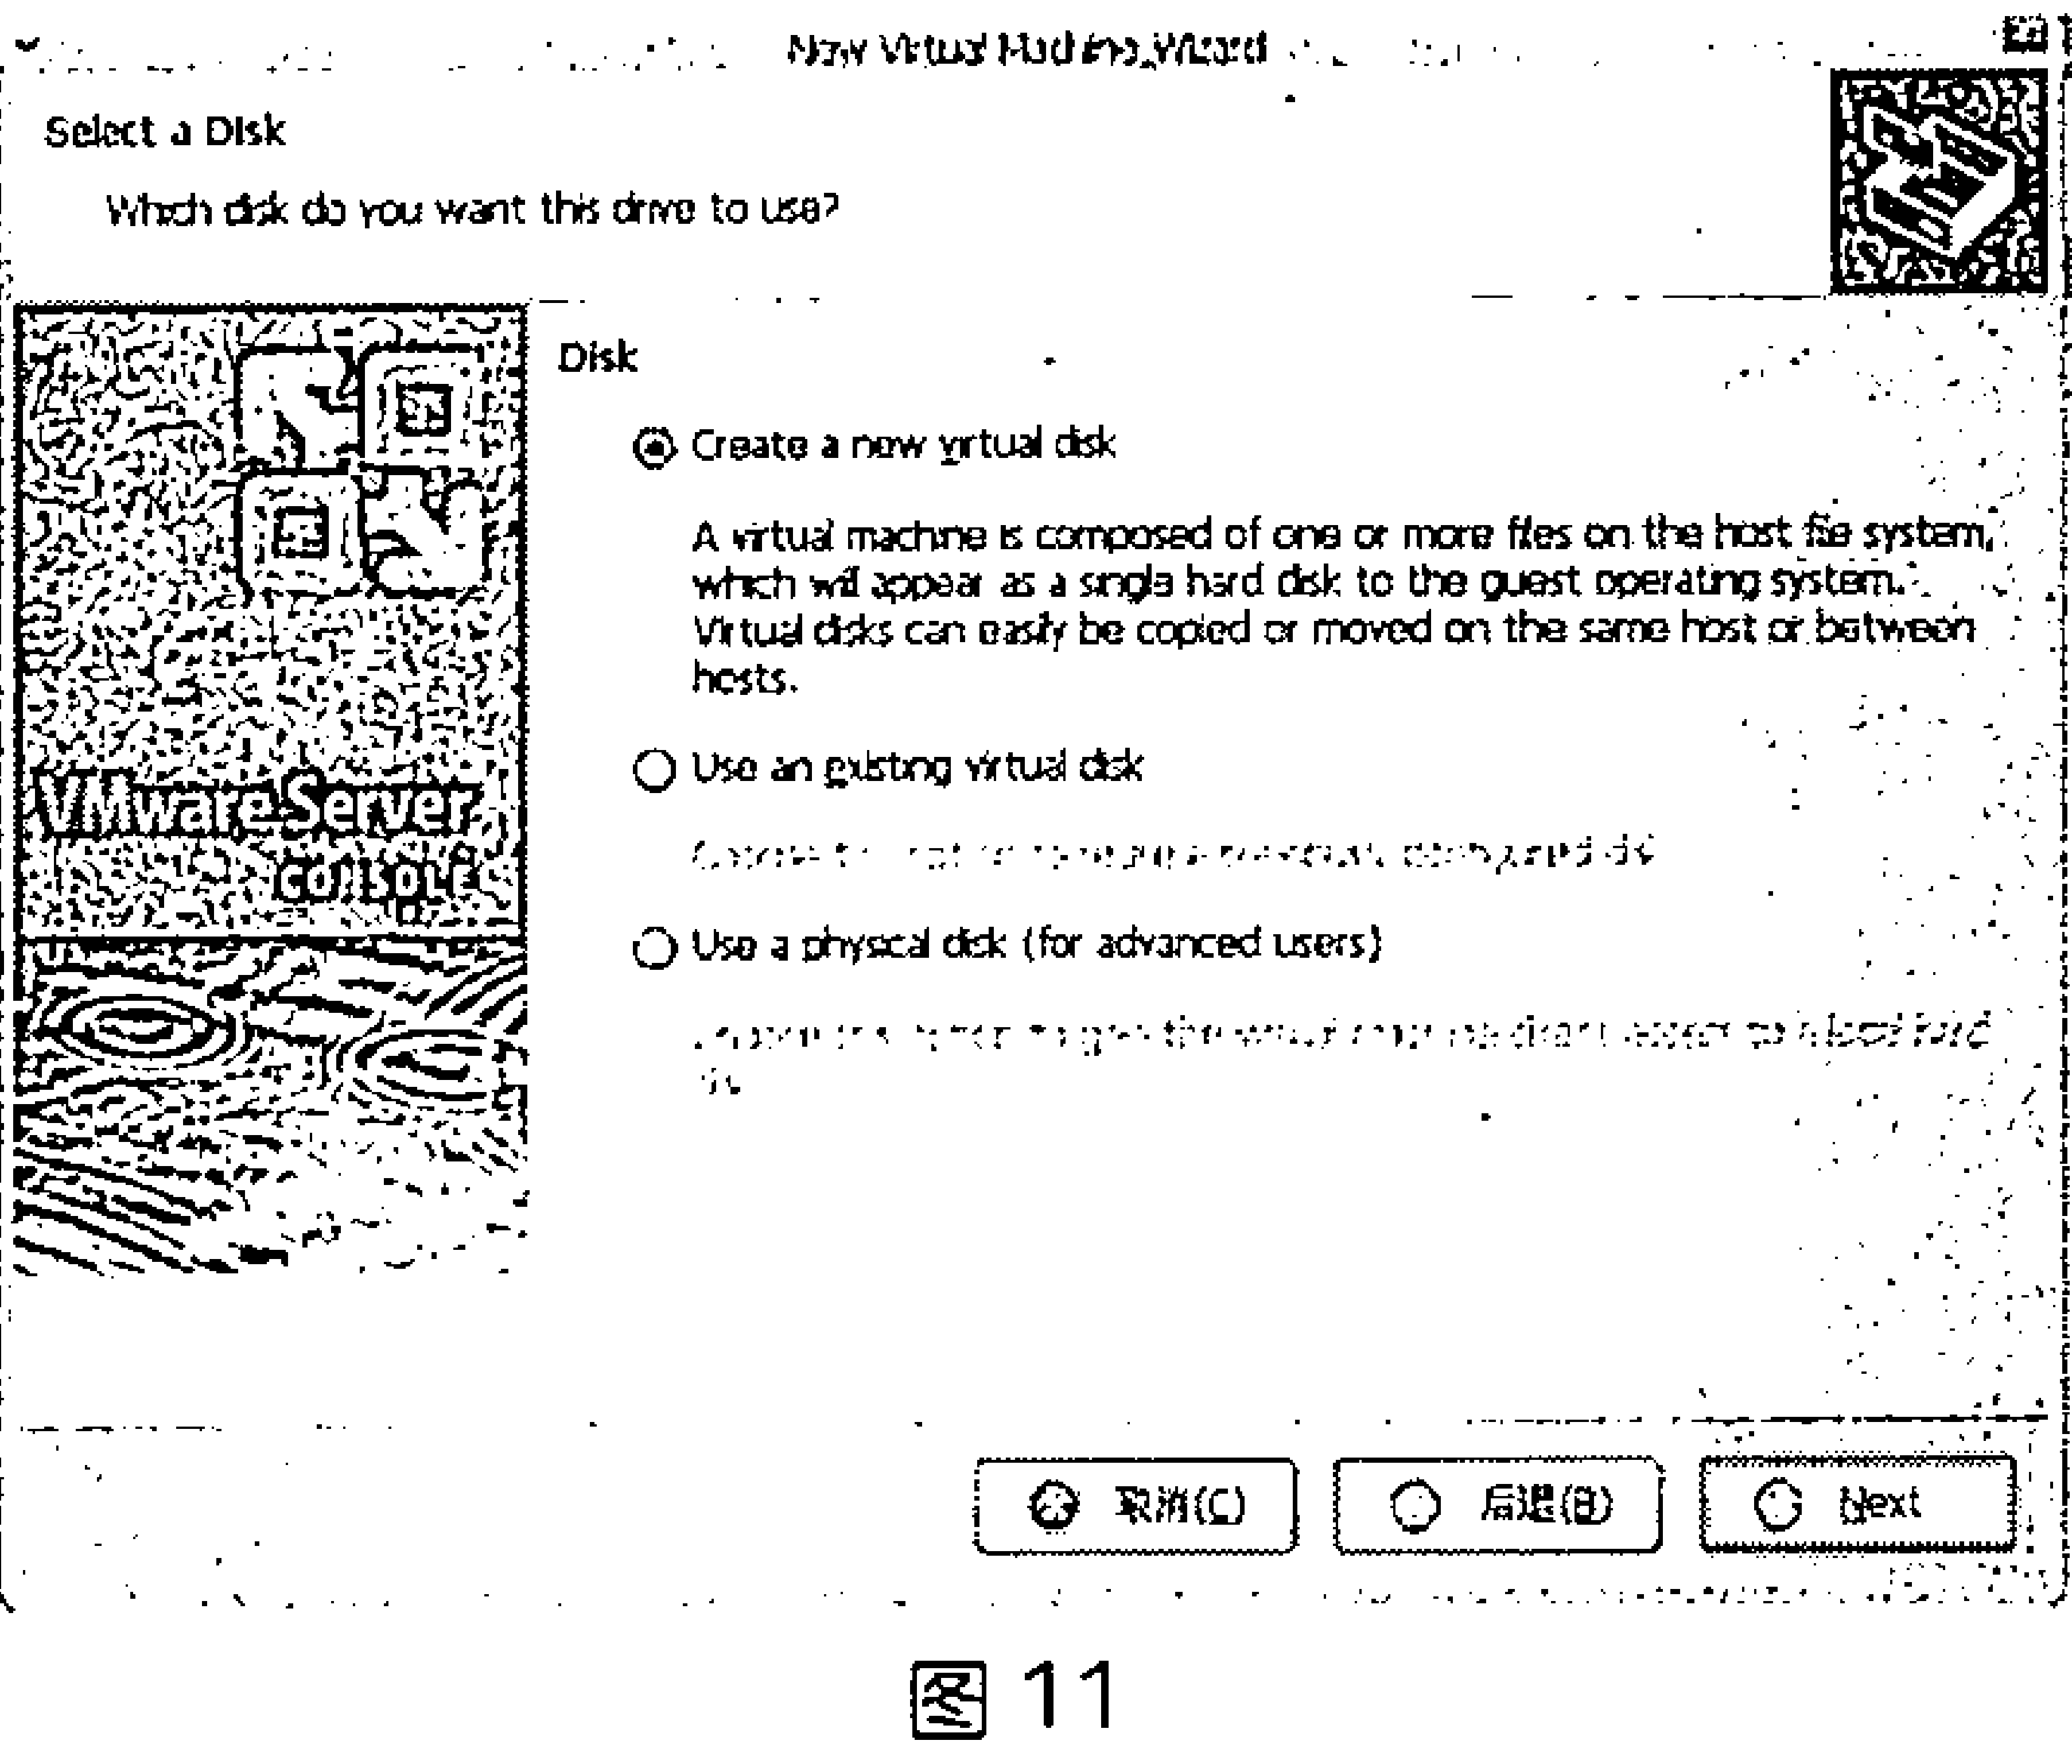 New Virtual Machine Wizard
Select a Disk
Which disk do you want this drive to use?
Disk
Create a new virtual disk
A virtual machine is composed of one or more files on the host file system,
which will appear as a single hard disk to the guest operating system.
Virtual disks can easily be copied or moved on the same host or between
hosts.
Use an existing virtual disk
configured
Use a physical disk (for advanced users)
the
VMware Server
CONSOLE
取消(C)
后退(B)
Next
图 11